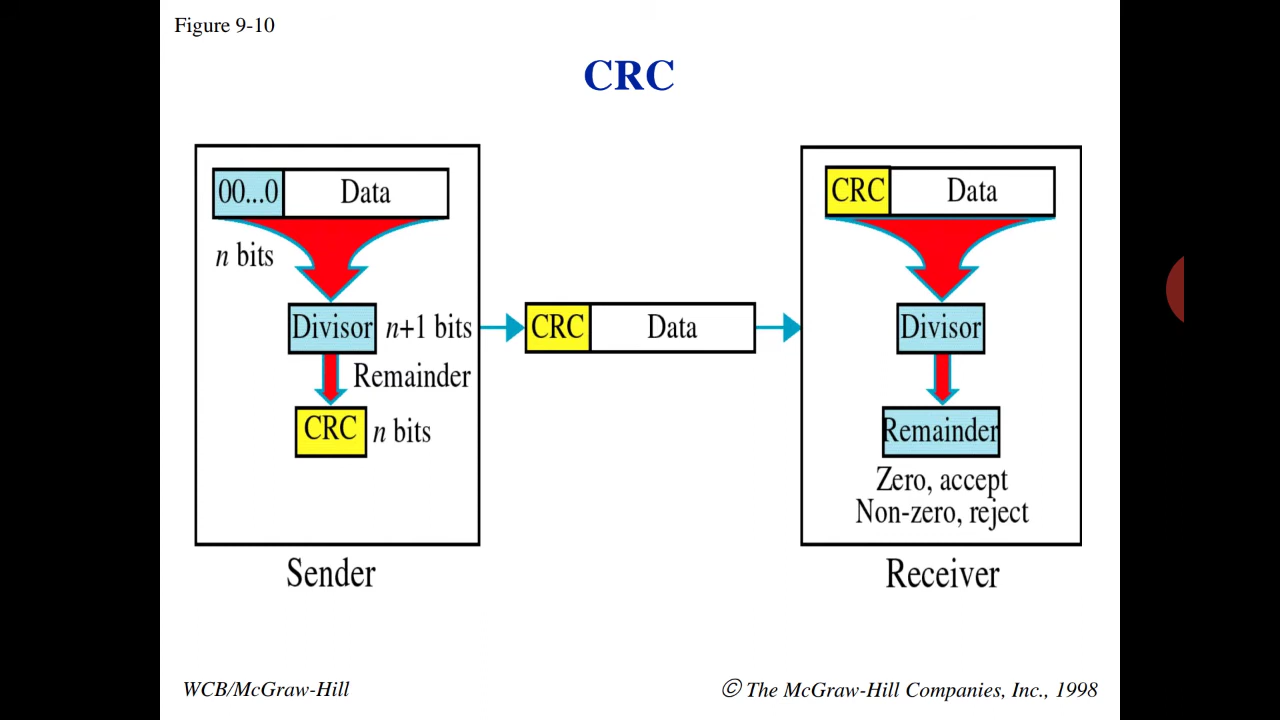 Figure 9-10
CRC
00...0 Data
n bits
Divisor n+1 bits
Remainder
CRC n bits
Sender
CRC Data
CRC Data
Divisor
Remainder
Zero, accept
Non-zero, reject
Receiver
WCB/McGraw-Hill
© The McGraw-Hill Companies, Inc., 1998